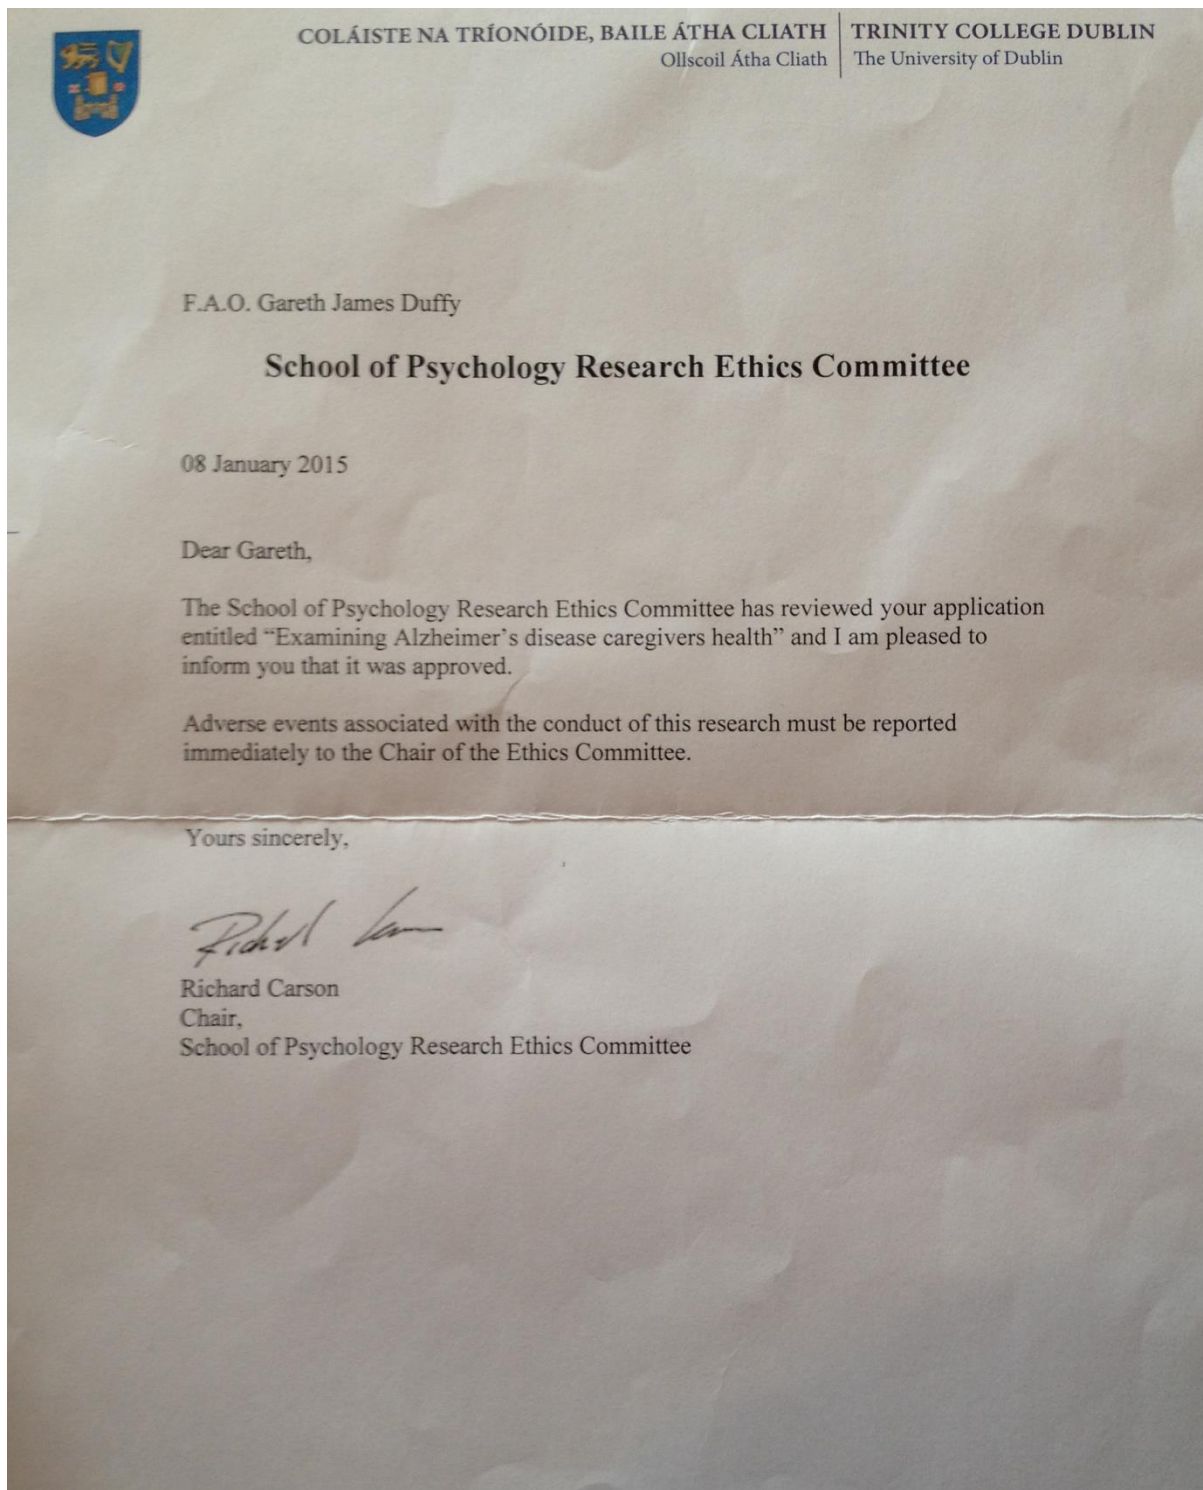 COLÁISTE NA TRÍONÓIDE, BAILE ÁTHA CLIATH
Ollscoil Átha Cliath
TRINITY COLLEGE DUBLIN
The University of Dublin
F.A.O. Gareth James Duffy
School of Psychology Research Ethics Committee
08 January 2015
Dear Gareth,
The School of Psychology Research Ethics Committee has reviewed your application
entitled “Examining Alzheimer’s disease caregivers health” and I am pleased to
inform you that it was approved.
Adverse events associated with the conduct of this research must be reported
immediately to the Chair of the Ethics Committee.
Yours sincerely,
Richard Carson
Chair,
School of Psychology Research Ethics Committee